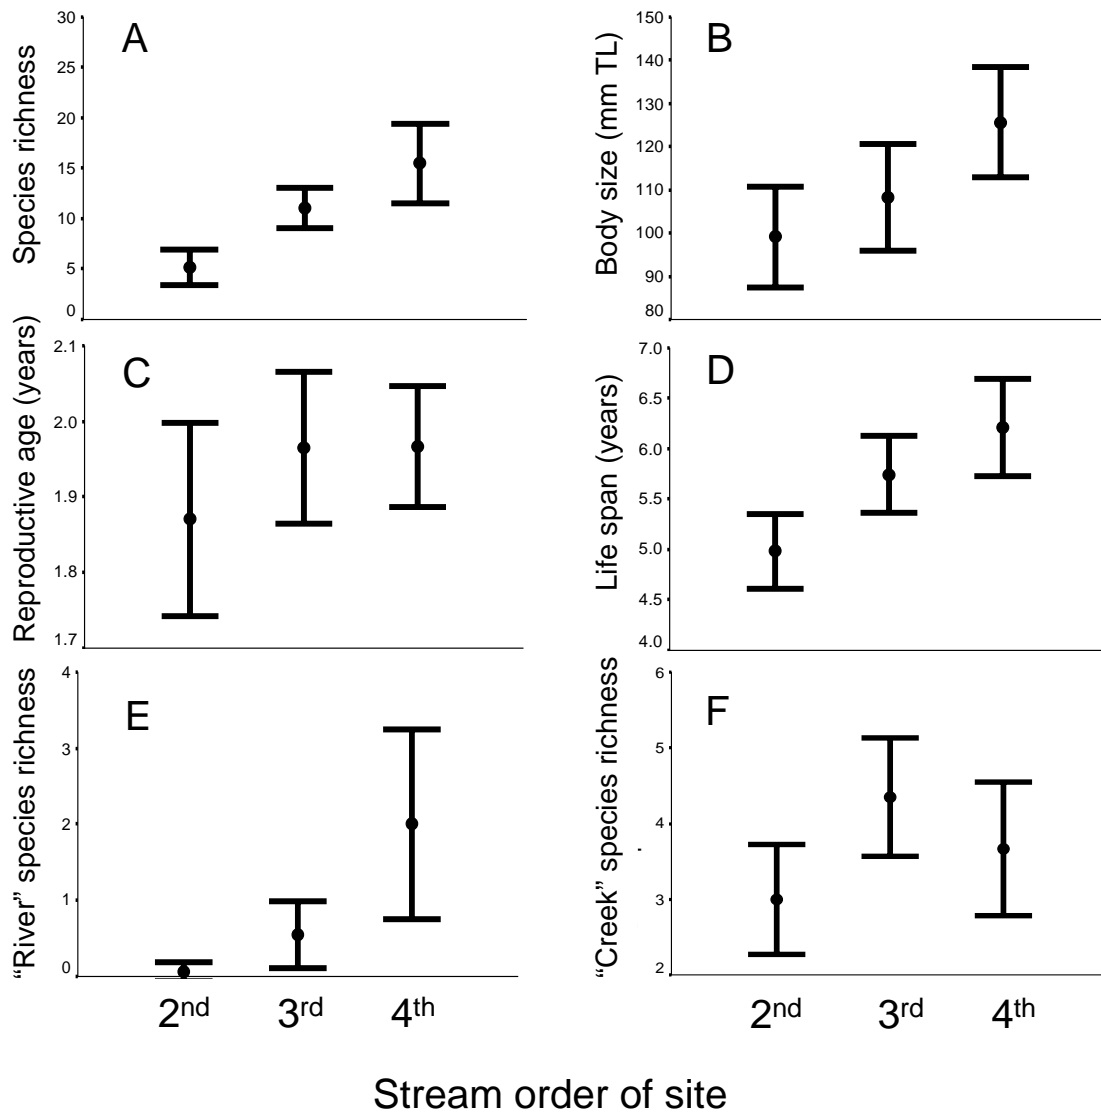 A
Species richness
30
25
20
15
10
5
0
B
Body size (mm TL)
150
140
130
120
110
100
90
80
C
Reproductive age (years)
2.1
2.0
1.9
1.8
1.7
D
Life span (years)
7.0
6.5
6.0
5.5
5.0
4.5
4.0
E
“River” species richness
4
3
2
1
0
2nd 3rd 4th
F
“Creek” species richness
6
5
4
3
2
2nd 3rd 4th
Stream order of site